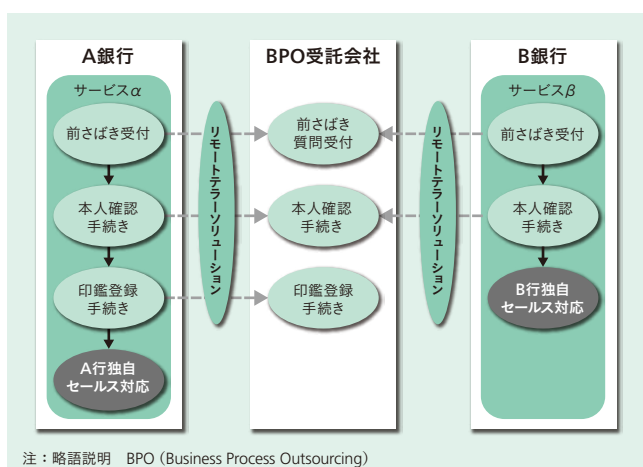 A銀行
サービスα
前さばき受付
本人確認
手続き
印鑑登録
手続き
A行独自
セールス対応
リモートテラーソリューション
BPO受託会社
前さばき
質問受付
本人確認
手続き
印鑑登録
手続き
リモートテラーソリューション
B銀行
サービスβ
前さばき受付
本人確認
手続き
B行独自
セールス対応
注：略語説明　BPO（Business Process Outsourcing）